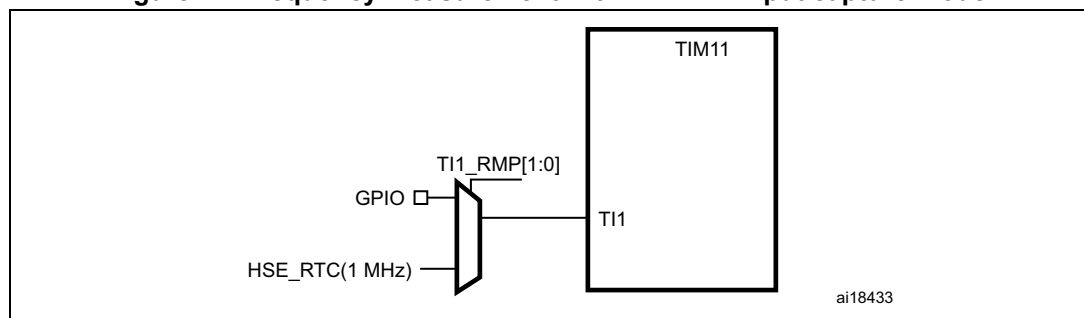 TIM11
TI1_RMP[1:0]
GPIO
TI1
HSE_RTC(1 MHz)
ai18433